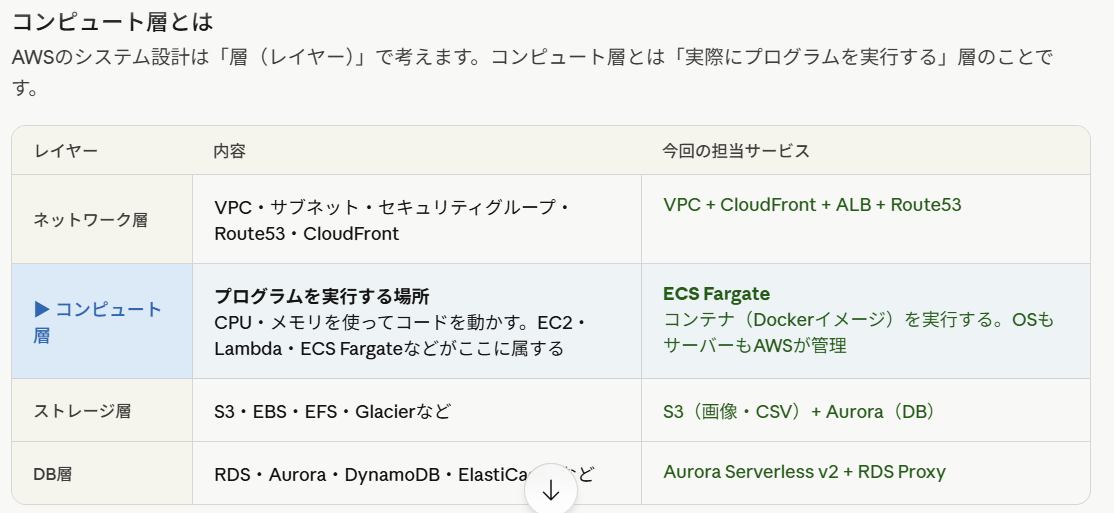 コンピュート層とは
AWSのシステム設計は「層（レイヤー）」で考えます。コンピュート層とは「実際にプログラムを実行する」層のことで
す。
レイヤー 内容 今回の担当サービス
ネットワーク層
VPC・サブネット・セキュリティグループ・
Route53・CloudFront
VPC + CloudFront + ALB + Route53
▶ コンピュート
層
プログラムを実行する場所
CPU・メモリを使ってコードを動かす。EC2・
Lambda・ECS Fargateなどがここに属する
ECS Fargate
コンテナ（Dockerイメージ）を実行する。OSも
サーバーもAWSが管理
ストレージ層
S3・EBS・EFS・Glacierなど
S3（画像・CSV）+ Aurora（DB）
DB層
RDS・Aurora・DynamoDB・ など
Aurora Serverless v2 + RDS Proxy